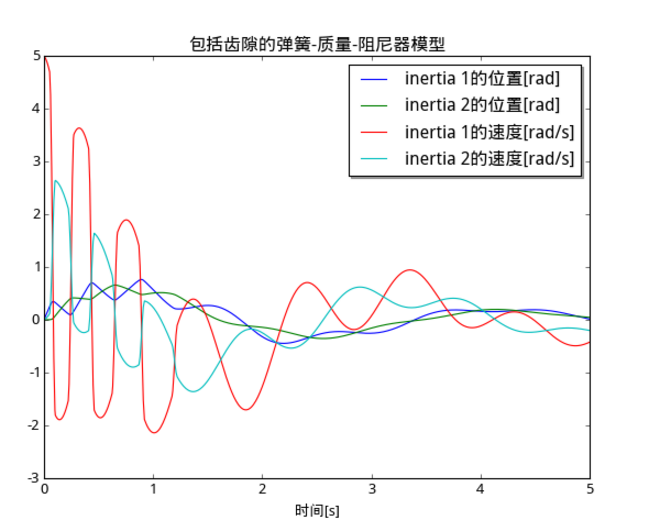 包括齿隙的弹簧-质量-阻尼器模型
inertia 1的位置[rad]
inertia 2的位置[rad]
inertia 1的速度[rad/s]
inertia 2的速度[rad/s]
5
4
3
2
1
0
-1
-2
-3
0 1 2 3 4 5
时间[s]